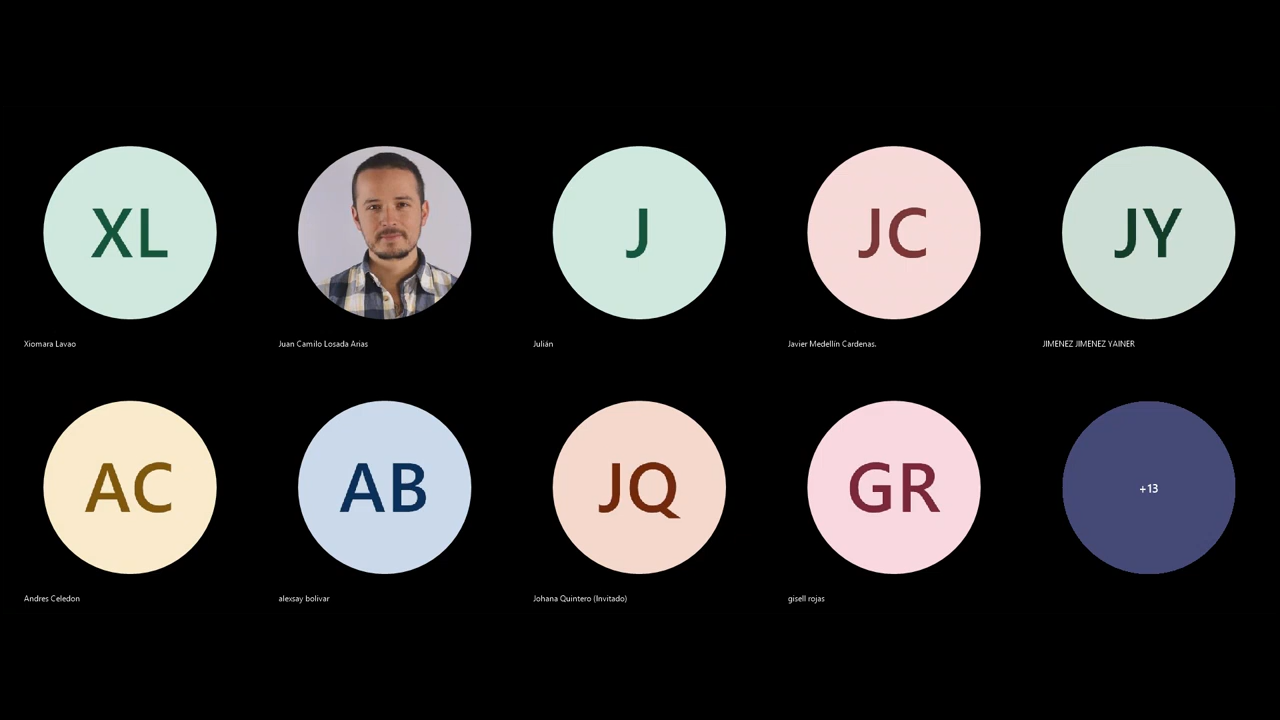 XL
J
JC
JY
Xiomara Lavao
Juan Camilo Losada Arias
Julián
Javier Medellín Cardenas.
JIMENEZ JIMENEZ YAINER
AC
AB
JQ
GR
+13
Andres Celedon
alexsay bolivar
Johana Quintero (Invitado)
gisell rojas